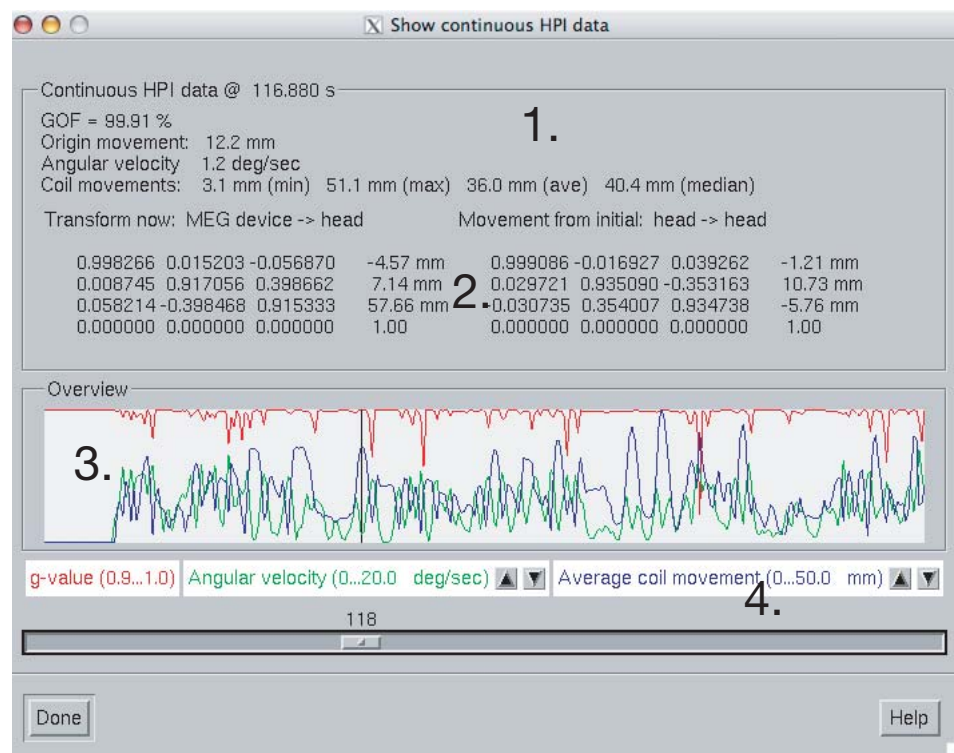 Show continuous HPI data
Continuous HPI data @ 116.880 s
1.
GOF = 99.91 %
Origin movement: 12.2 mm
Angular velocity 1.2 deg/sec
Coil movements: 3.1 mm (min) 51.1 mm (max) 36.0 mm (ave) 40.4 mm (median)
Transform now: MEG device -> head Movement from initial: head -> head
0.998266 0.015203 -0.056870 -4.57 mm 0.999086 -0.016927 0.039262 -1.21 mm
0.008745 0.917056 0.398662 7.14 mm 0.029721 0.935090 -0.353163 10.73 mm
2.
0.058214 -0.398468 0.915333 57.66 mm -0.030735 0.354007 0.934738 -5.76 mm
0.000000 0.000000 0.000000 1.00 0.000000 0.000000 0.000000 1.00
Overview
3.
g-value (0.9...1.0) Angular velocity (0...20.0 deg/sec) Average coil movement (0...50.0 mm)
4.
118
Done Help